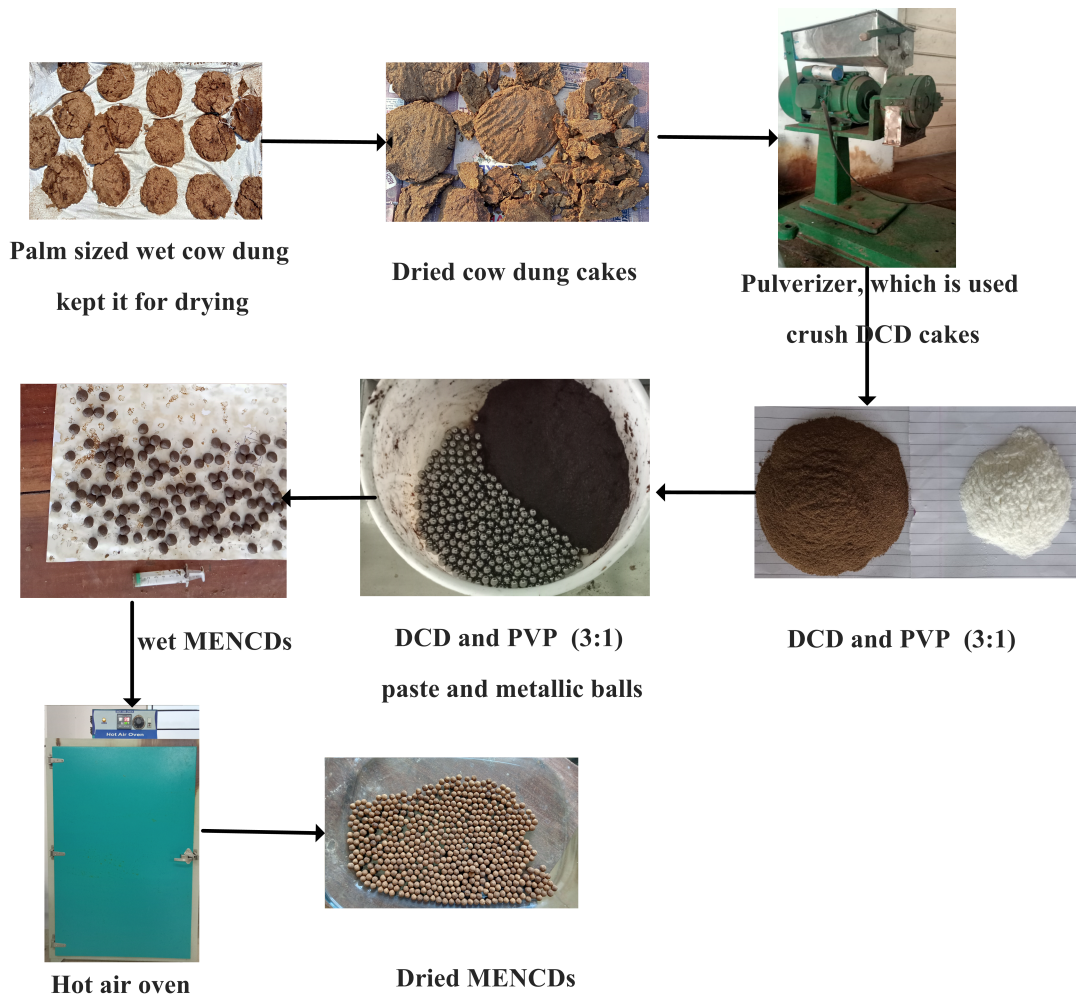 Palm sized wet cow dung
kept it for drying
Dried cow dung cakes
Pulverizer, which is used
crush DCD cakes
DCD and PVP (3:1)
DCD and PVP (3:1)
paste and metallic balls
wet MENCDs
Hot Air Oven
Hot air oven
Dried MENCDs